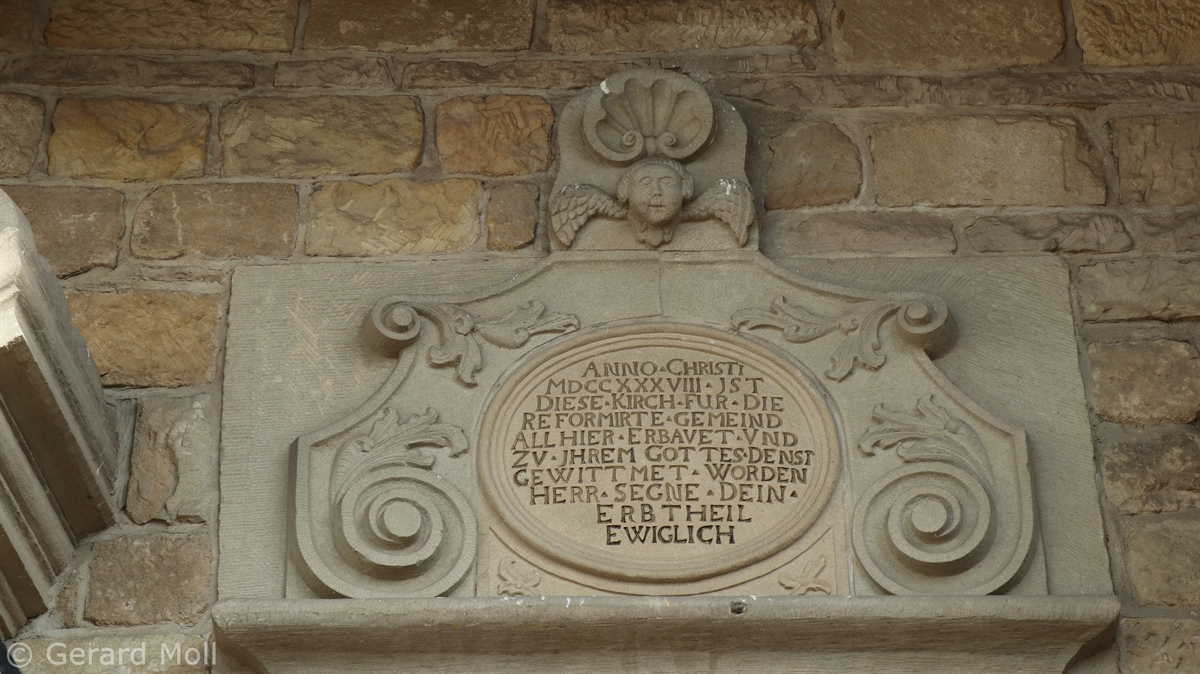 ANNO · CHRISTI
MDCCXXXVIII · JST
DIESE · KIRCH · FUR · DIE
REFORMIRTE · GEMEIND
ALLHIER · ERBAVET · VND
ZV · JHREM GOTTES · DENST
GEWITTMET · WORDEN
HERR · SEGNE · DEIN ·
ERBTHEIL
EWIGLICH
© Gerard Moll